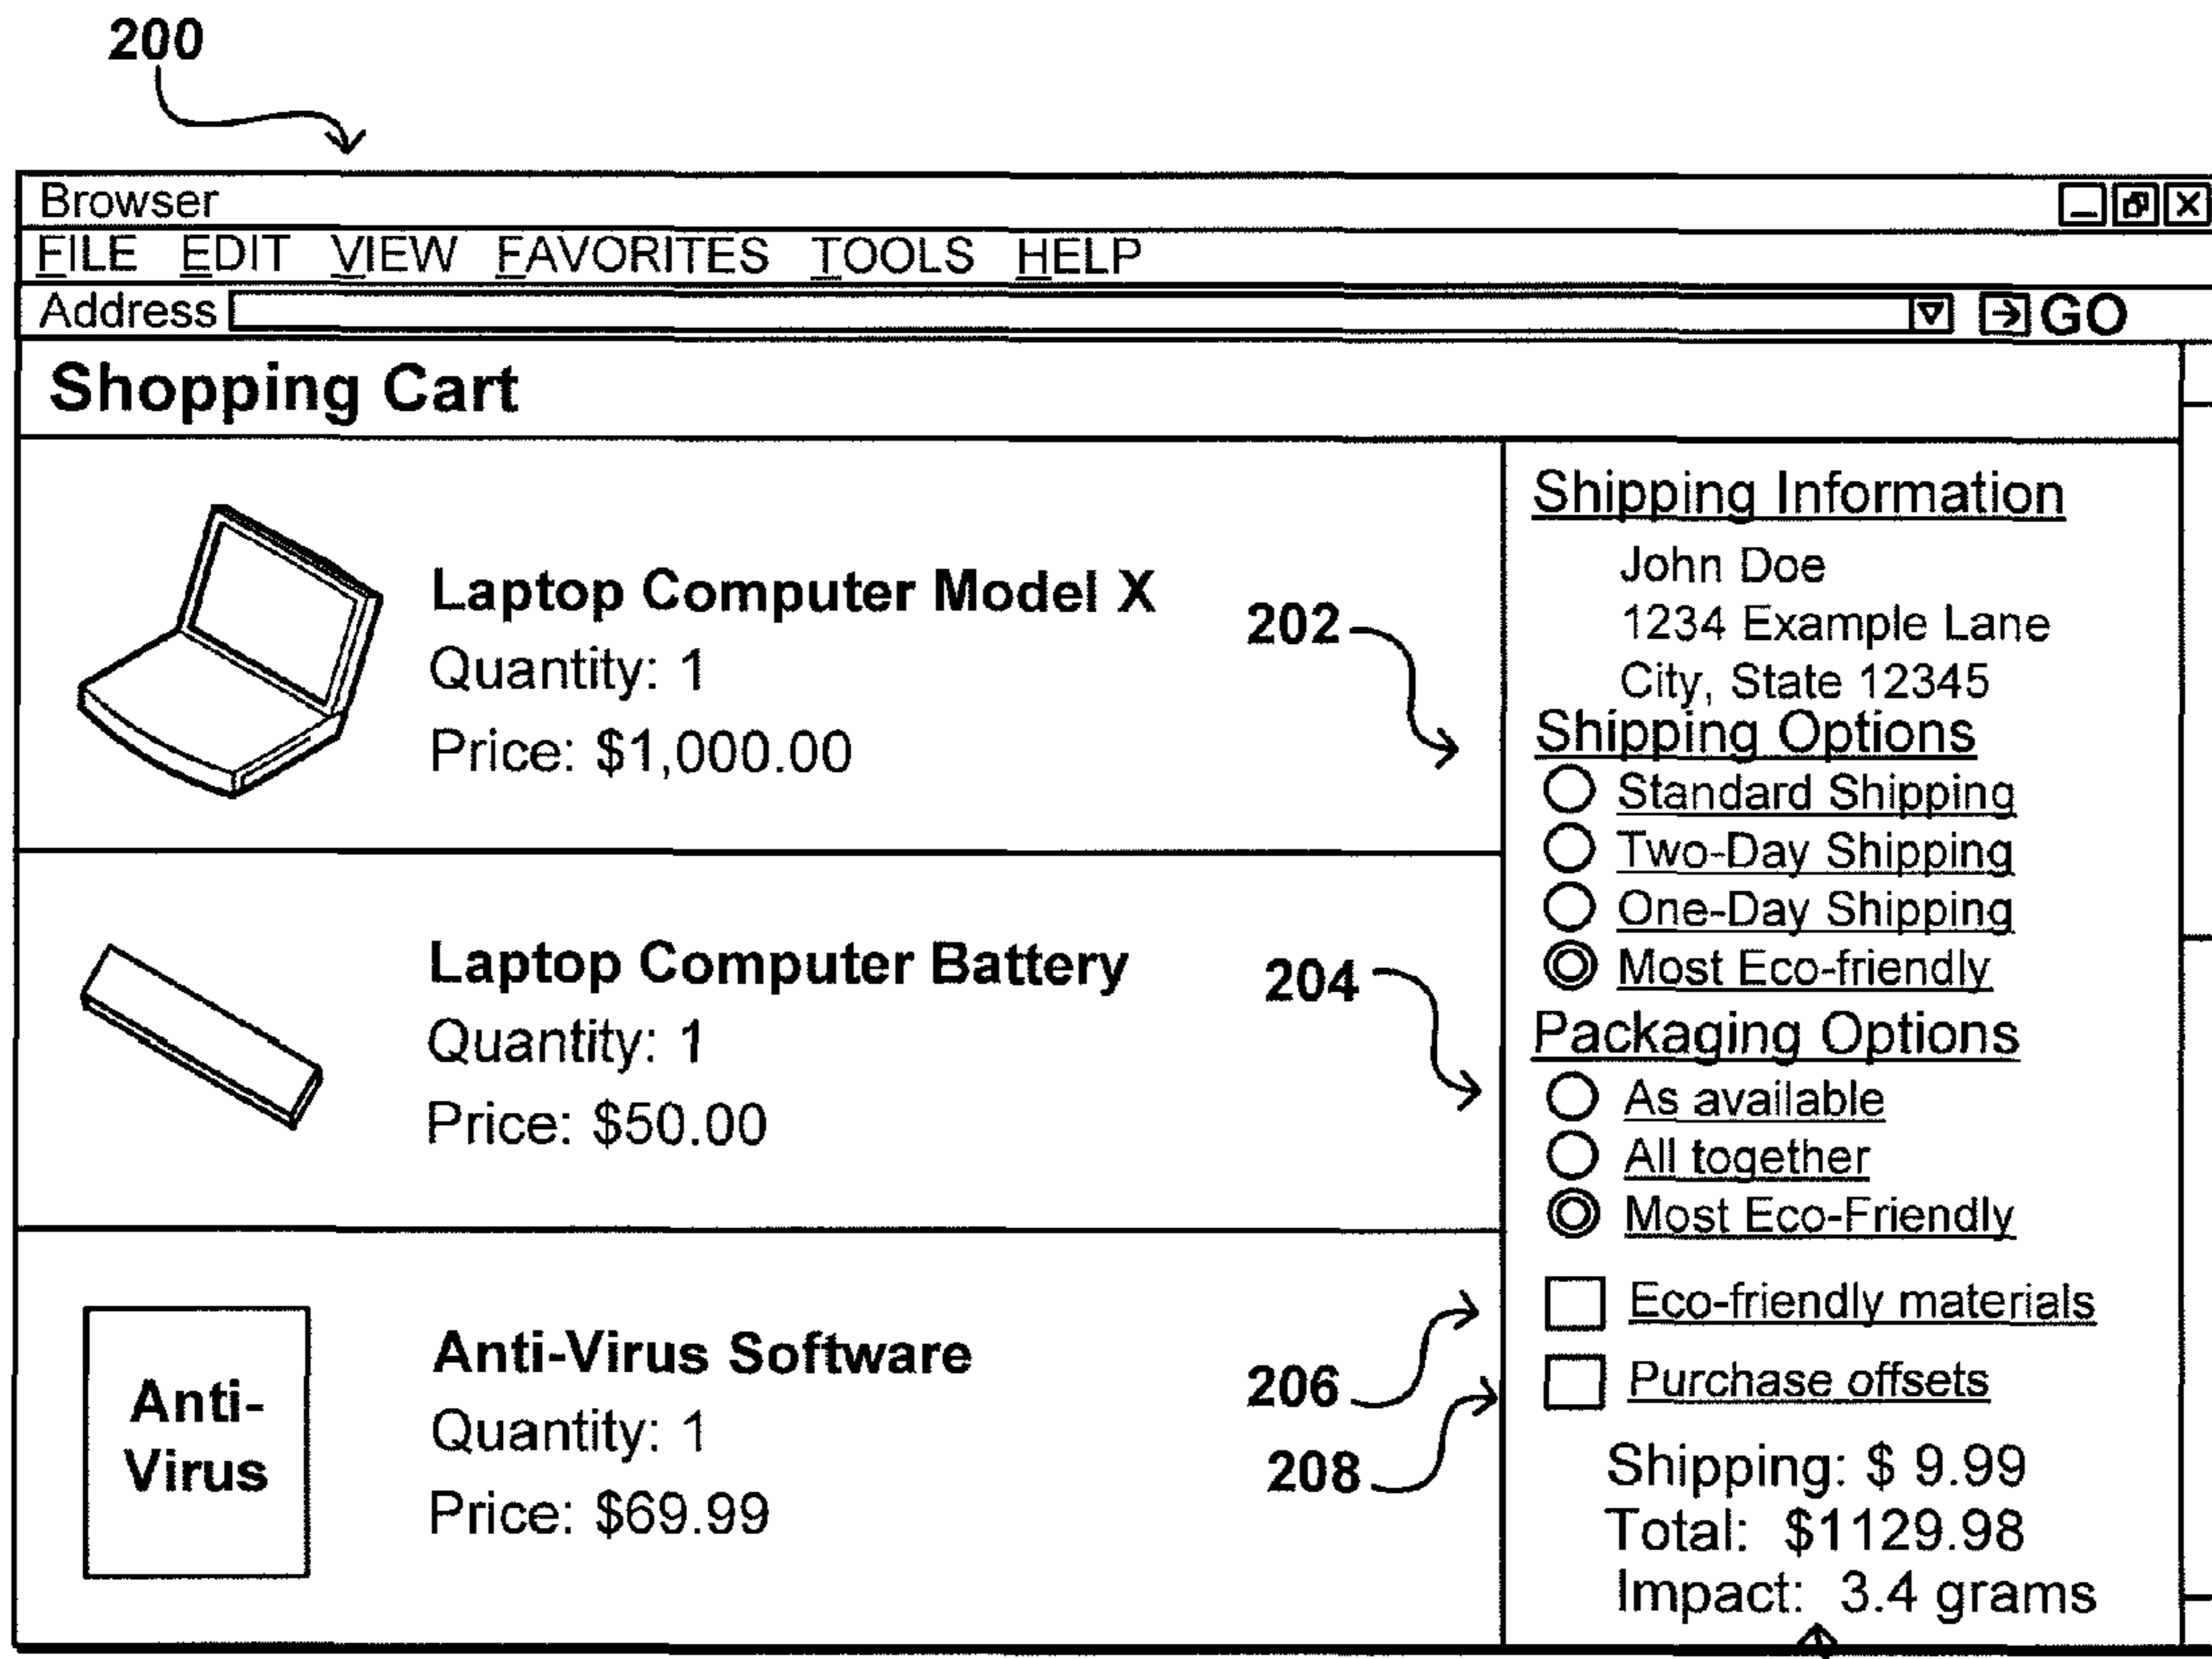 200
Browser
FILE EDIT VIEW FAVORITES TOOLS HELP
Address GO
Shopping Cart
Laptop Computer Model X
Quantity: 1
Price: $1,000.00
202
Laptop Computer Battery
Quantity: 1
Price: $50.00
204
Anti-
Virus
Anti-Virus Software
Quantity: 1
Price: $69.99
206
208
Shipping Information
John Doe
1234 Example Lane
City, State 12345
Shipping Options
Standard Shipping
Two-Day Shipping
One-Day Shipping
Most Eco-friendly
Packaging Options
As available
All together
Most Eco-Friendly
Eco-friendly materials
Purchase offsets
Shipping: $ 9.99
Total: $1129.98
Impact: 3.4 grams